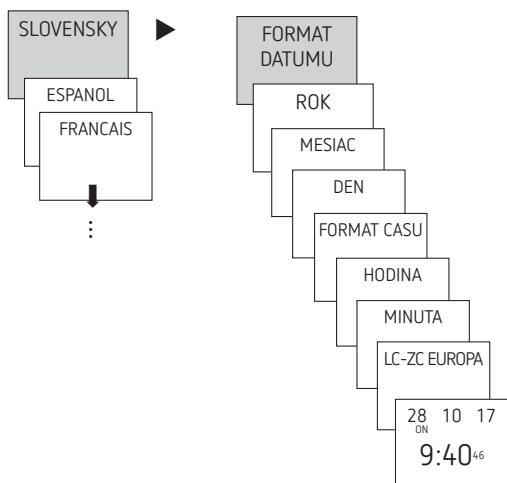 SLOVENSKY
ESPANOL
FRANCAIS
FORMAT
DATUMU
ROK
MESIAC
DEN
FORMAT CASU
HODINA
MINUTA
LC-ZC EUROPA
28 10 17
ON
9:40 46